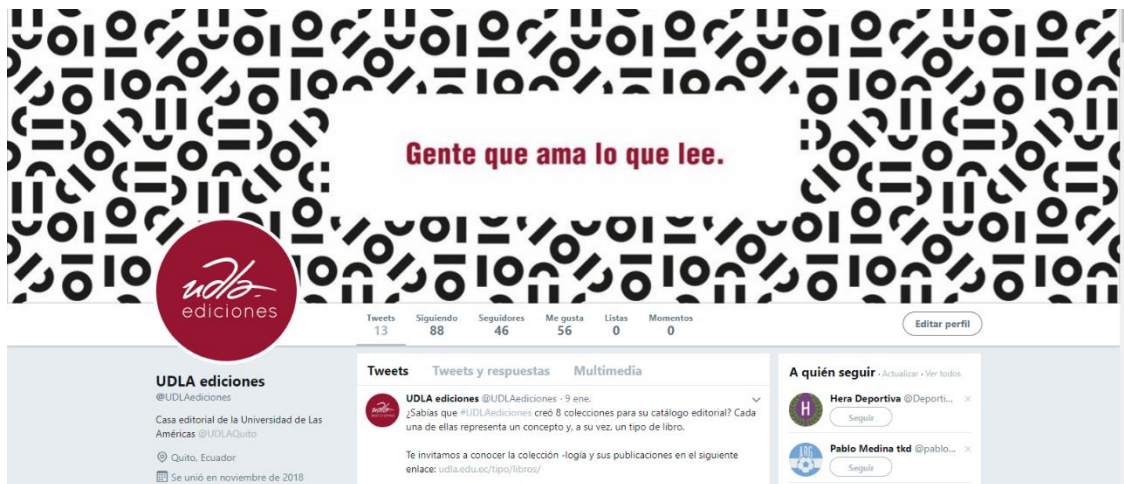 Gente que ama lo que lee.
udla-
ediciones
Tweets Siguiendo Seguidores Me gusta Listas Momentos
13 88 46 56 0 0
Editar perfil
UDLA ediciones
@UDLAediciones
Casa editorial de la Universidad de Las
Américas @UDLAQuito
Quito, Ecuador
Se unió en noviembre de 2018
Tweets Tweets y respuestas Multimedia
UDLA ediciones @UDLAediciones · 9 ene.
¿Sabías que #UDLAediciones creó 8 colecciones para su catálogo editorial? Cada
una de ellas representa un concepto y, a su vez, un tipo de libro.
Te invitamos a conocer la colección -logía y sus publicaciones en el siguiente
enlace: udla.edu.ec/tipo/libros/
A quién seguir · Actualizar · Ver todos
H
Hera Deportiva @Deporti...
Seguir
ARG
Pablo Medina tkd @pablo...
Seguir